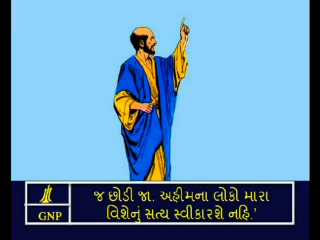 જ છોડી જા. અહીમના લોકો મારા
વિશેનું સત્ય સ્વીકારશે નહિ.'
GNP